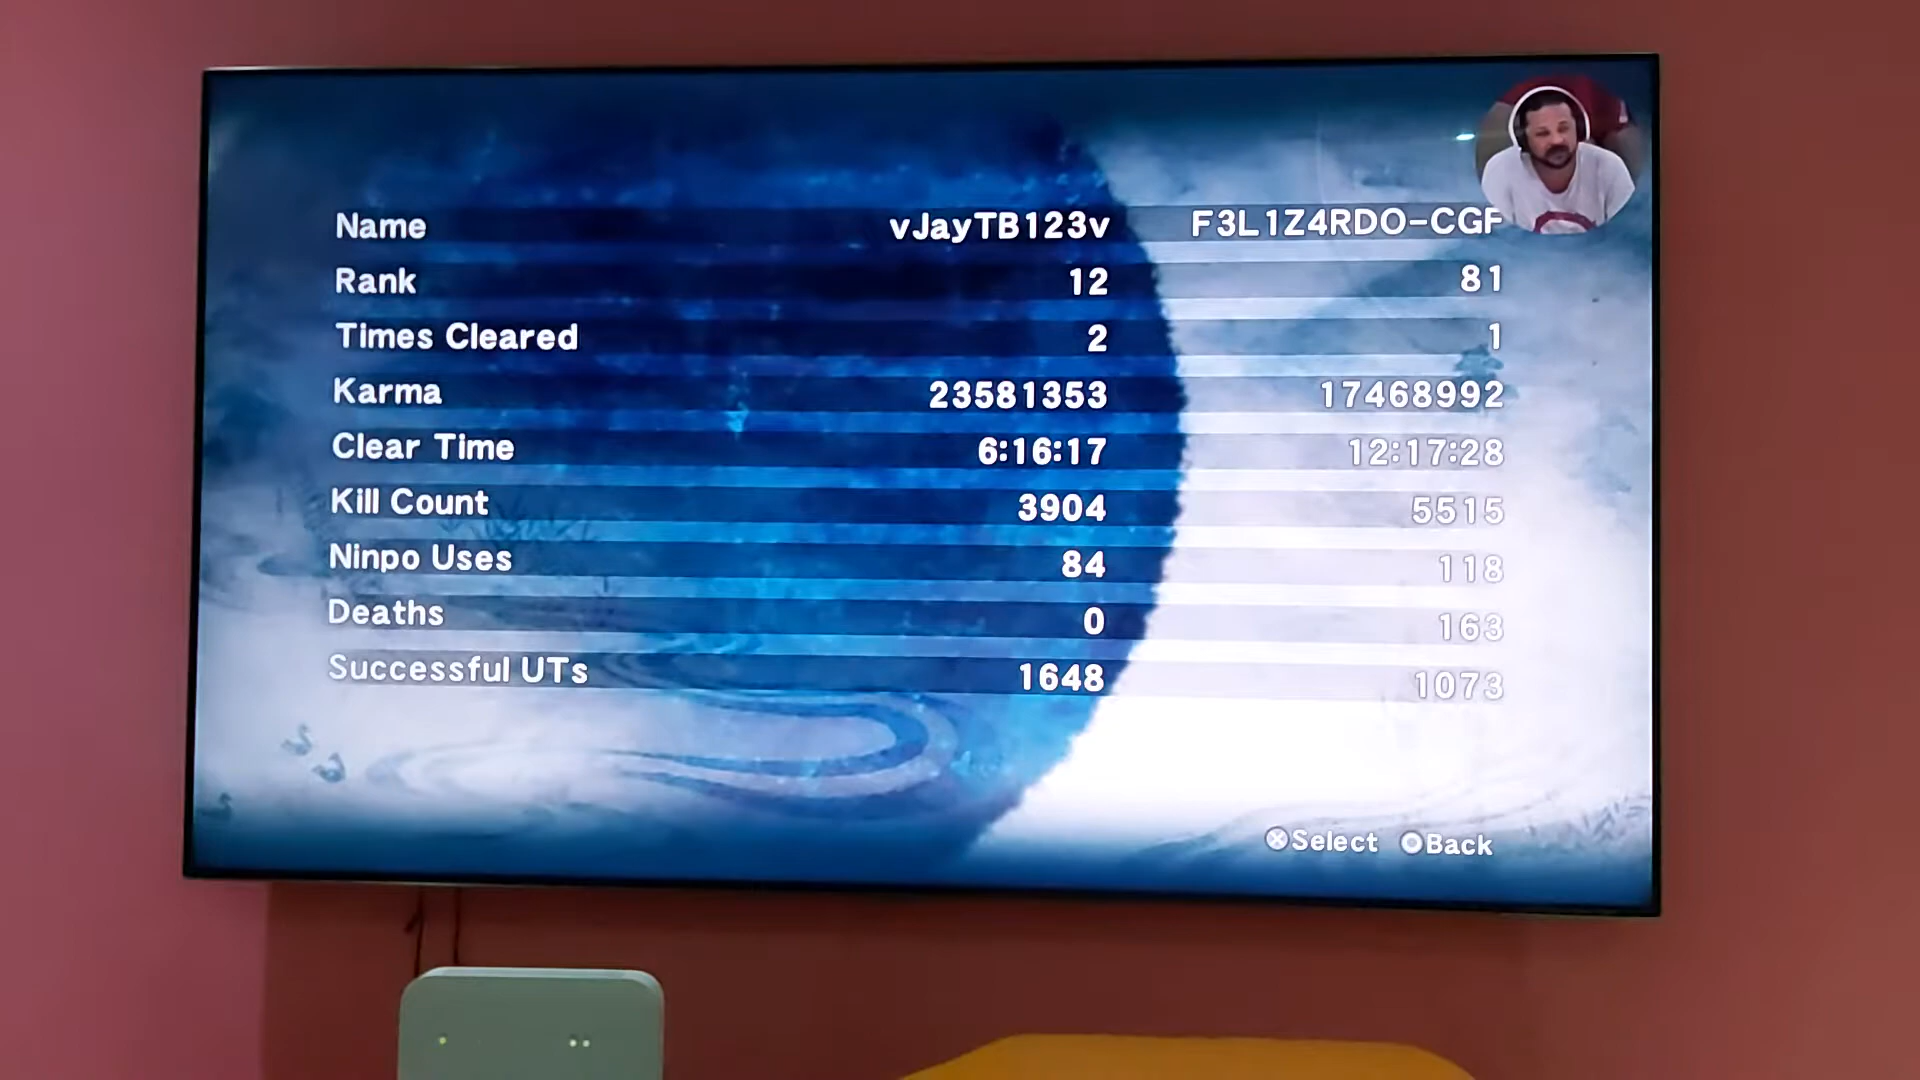 Name vJayTB123v F3L1Z4RDO-CGF
Rank 12 81
Times Cleared 2 1
Karma 23581353 17468992
Clear Time 6:16:17 12:17:28
Kill Count 3904 5515
Ninpo Uses 84 118
Deaths 0 163
Successful UTs 1648 1073
Select Back